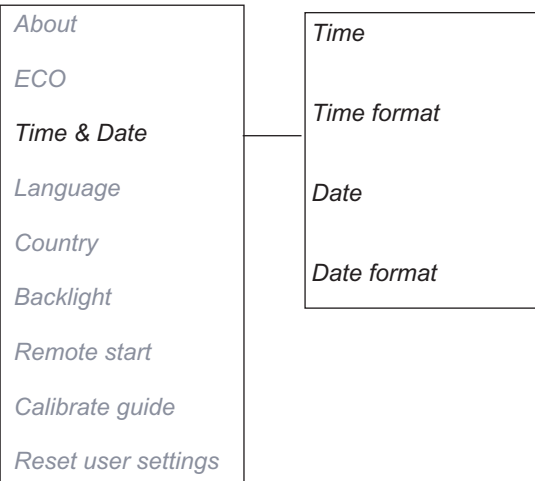 About
ECO
Time & Date
Language
Country
Backlight
Remote start
Calibrate guide
Reset user settings
Time
Time format
Date
Date format